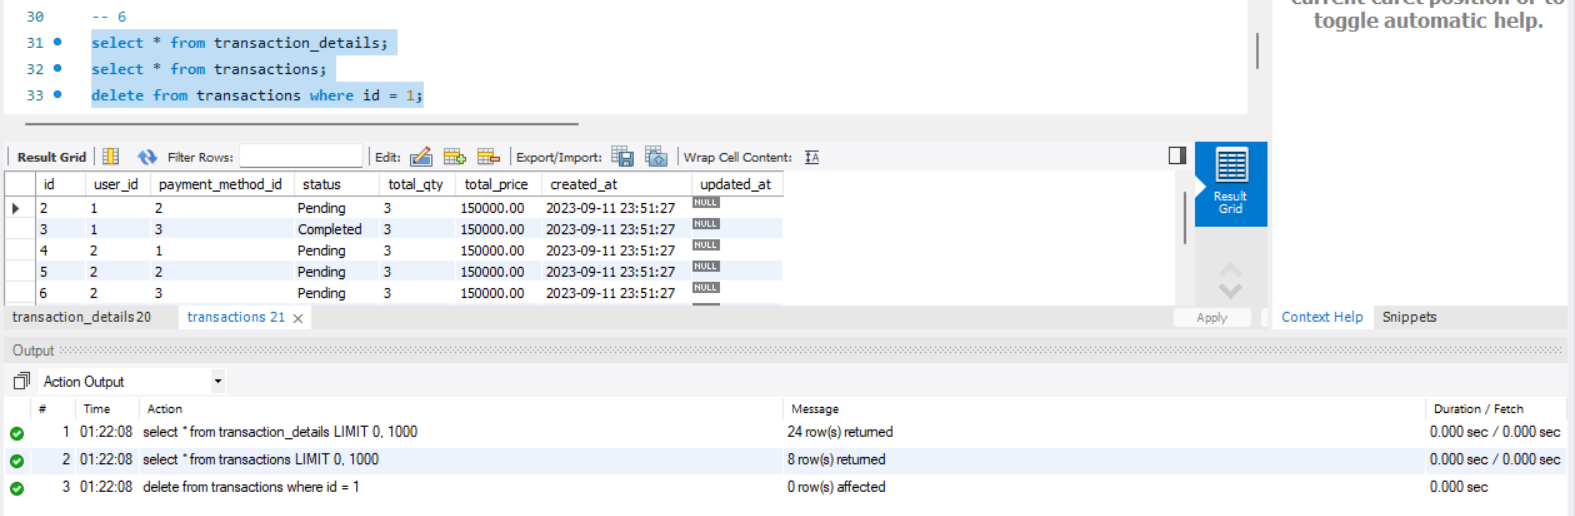 current caret position or to
toggle automatic help.
30 -- 6
31 select * from transaction_details;
32 select * from transactions;
33 delete from transactions where id = 1;
Result Grid Filter Rows: Edit: Export/Import: Wrap Cell Content: IA
Result
Grid
id user_id payment_method_id status total_qty total_price created_at updated_at
2 1 2 Pending 3 150000.00 2023-09-11 23:51:27 NULL
3 1 3 Completed 3 150000.00 2023-09-11 23:51:27 NULL
4 2 1 Pending 3 150000.00 2023-09-11 23:51:27 NULL
5 2 2 Pending 3 150000.00 2023-09-11 23:51:27 NULL
6 2 3 Pending 3 150000.00 2023-09-11 23:51:27 NULL
transaction_details 20 transactions 21 Apply Context Help Snippets
Output
Action Output
# Time Action Message Duration / Fetch
1 01:22:08 select * from transaction_details LIMIT 0, 1000 24 row(s) returned 0.000 sec / 0.000 sec
2 01:22:08 select * from transactions LIMIT 0, 1000 8 row(s) returned 0.000 sec / 0.000 sec
3 01:22:08 delete from transactions where id = 1 0 row(s) affected 0.000 sec